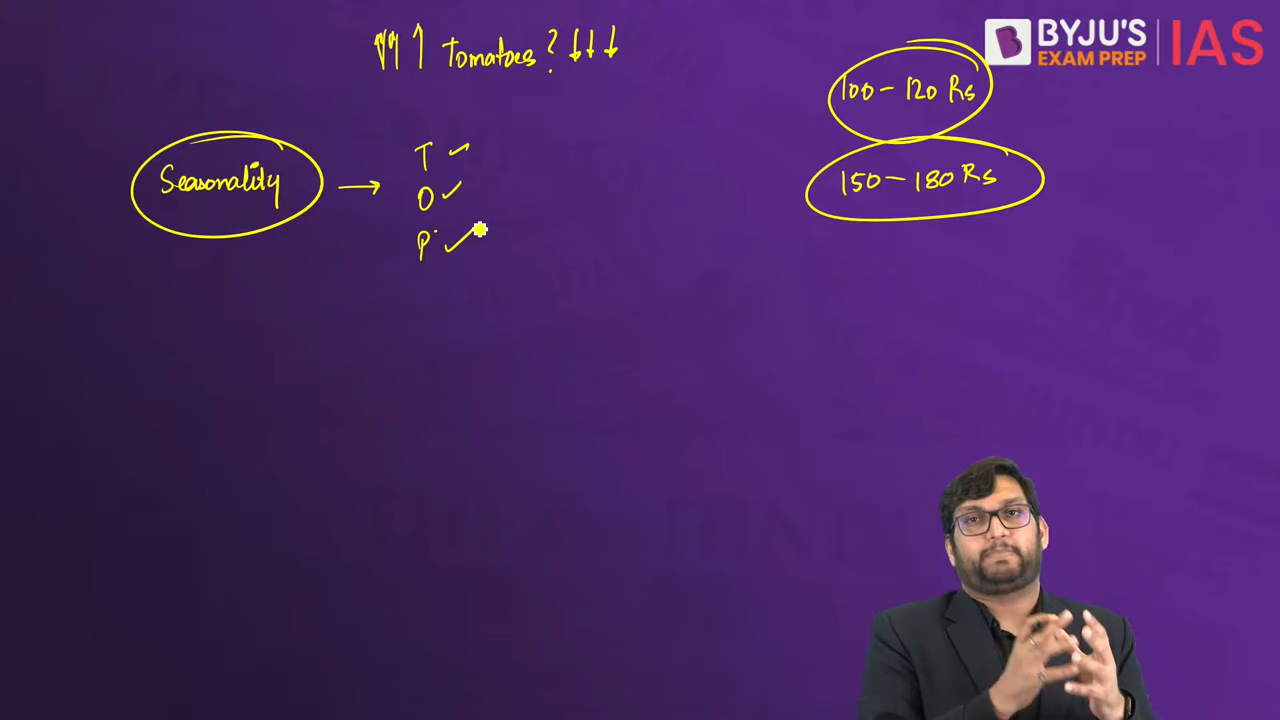 ↑↑↑ Tomatoes? ↓↓↓
BYJU'S
EXAM PREP
IAS
100 - 120 Rs
Seasonality → T ✓
O ✓
P ✓
150 - 180 Rs